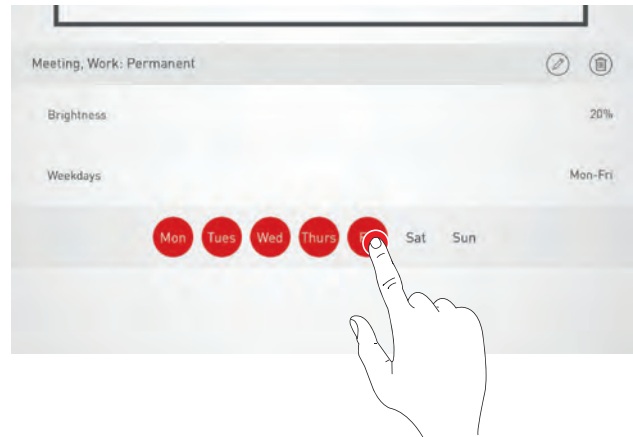 Meeting, Work: Permanent
Brightness 20%
Weekdays Mon-Fri
Mon Tues Wed Thurs Sat Sun